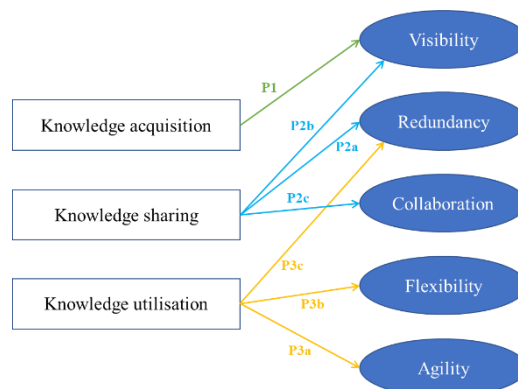 Visibility
P1
Knowledge acquisition
P2b
Redundancy
P2a
Knowledge sharing
P2c
Collaboration
P3c
Knowledge utilisation
P3b
Flexibility
P3a
Agility